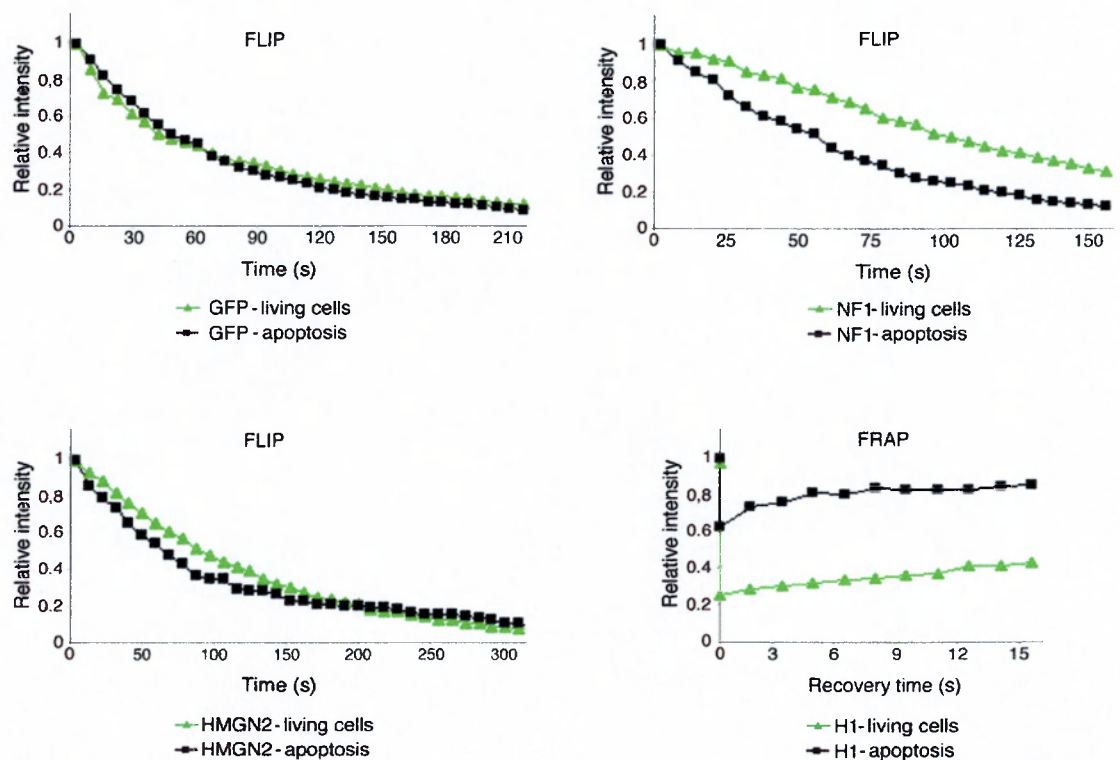 FLIP
Relative intensity
1
0,8
0.6
0.4
0.2
0
0 30 60 90 120 150 180 210
Time (s)
GFP-living cells
GFP-apoptosis
FLIP
Relative intensity
1
0.8
0.6
0.4
0.2
0
0 25 50 75 100 125 150
Time (s)
NF1-living cells
NF1-apoptosis
FLIP
Relative intensity
1
0.8
0.6
0.4
0.2
0
0 50 100 150 200 250 300
Time (s)
HMGN2-living cells
HMGN2-apoptosis
FRAP
Relative intensity
1
0,8
0.6
0.4
0.2
0
0 3 6 9 12 15
Recovery time (s)
H1-living cells
H1-apoptosis